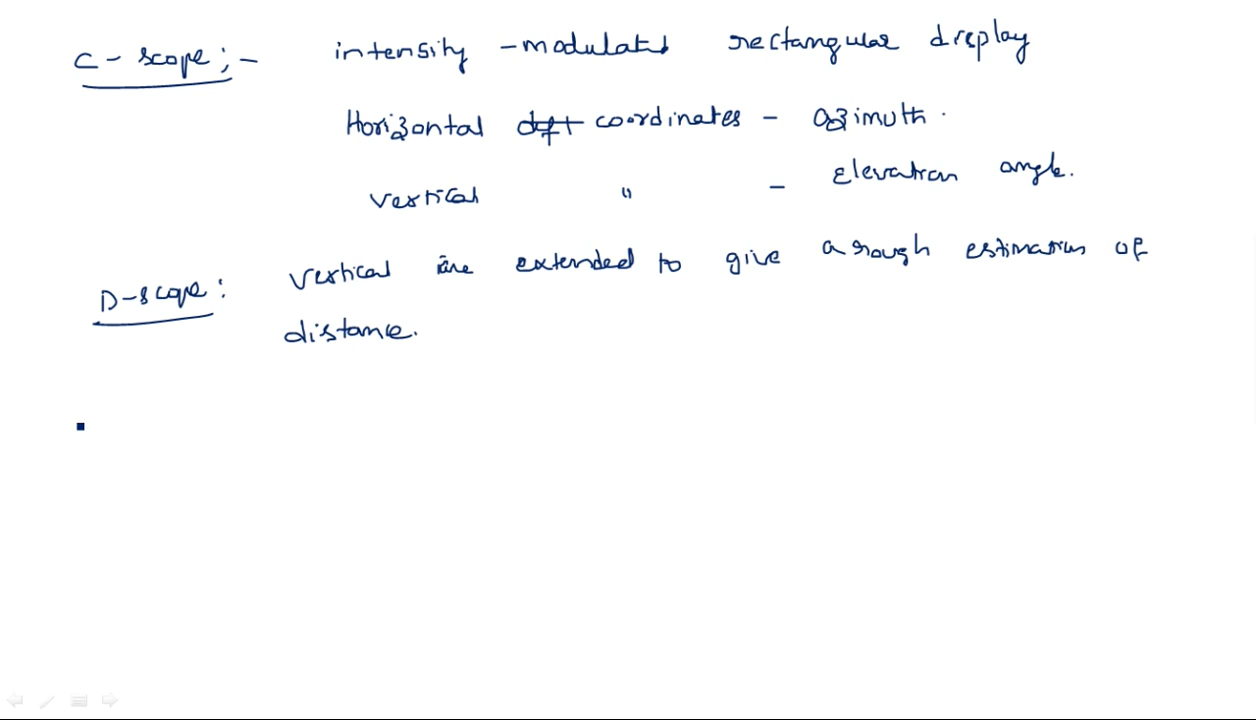 C - scope ; -   intensity - modulated rectangular display
Horizontal coordinates - azimuth .
vertical " - Elevation angle.
D-scope : vertical are extended to give a rough estimation of
distance.